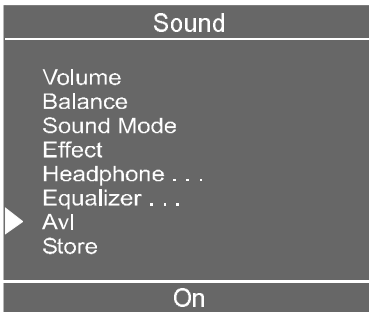 Sound
Volume
Balance
Sound Mode
Effect
Headphone . . .
Equalizer . . .
Avl
Store
On